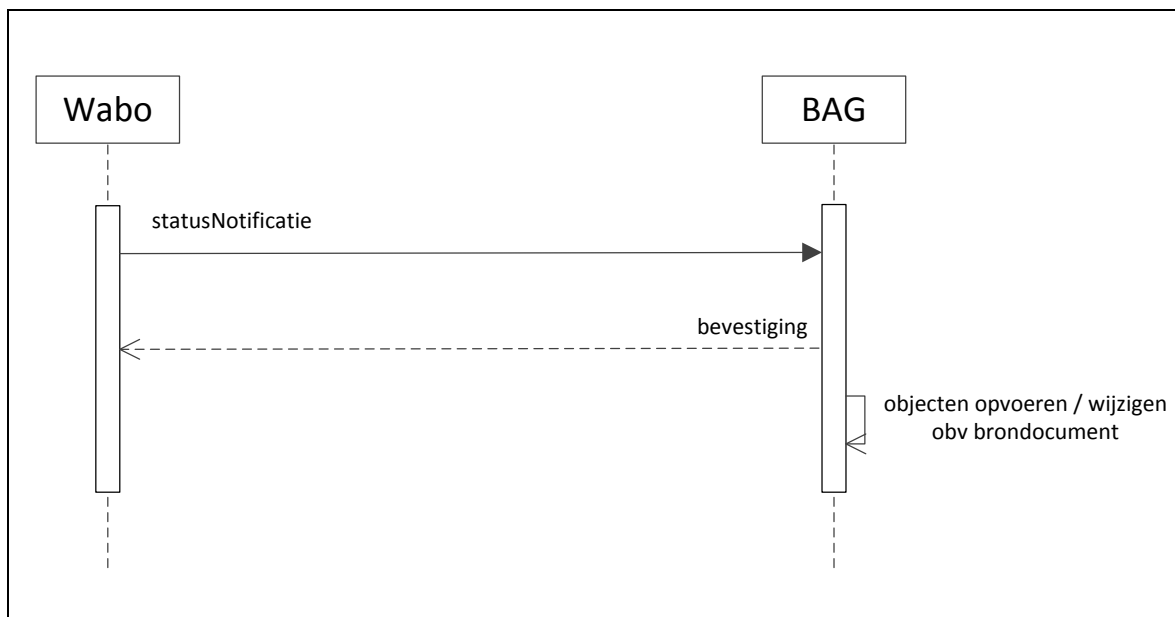 Wabo
BAG
statusNotificatie
bevestiging
objecten opvoeren / wijzigen
obv brondocument